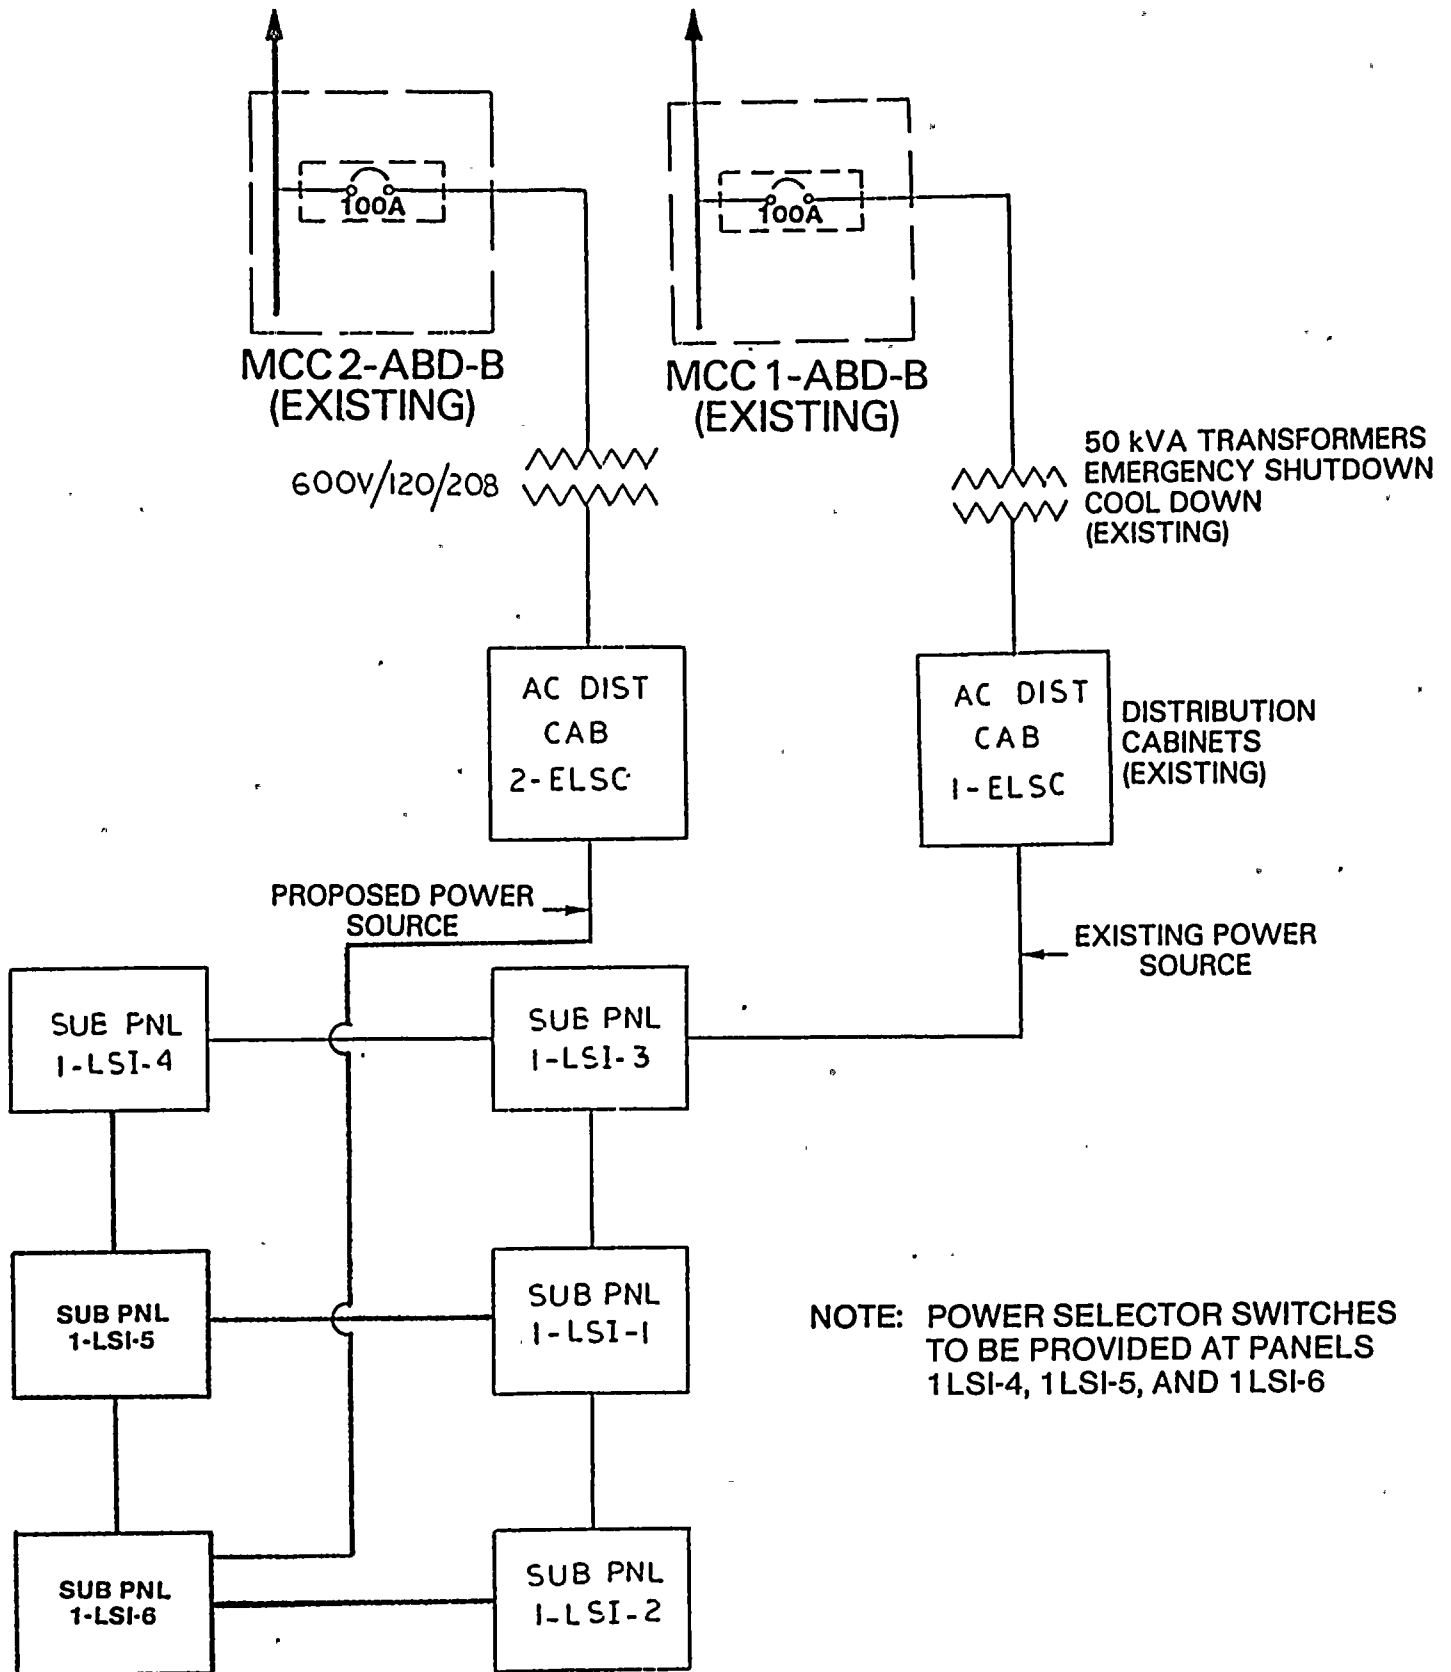 100A
100A
MCC 2-ABD-B
(EXISTING)
MCC 1-ABD-B
(EXISTING)
600V/120/208
50 kVA TRANSFORMERS
EMERGENCY SHUTDOWN
COOL DOWN
(EXISTING)
AC DIST
CAB
2-ELSC
AC DIST
CAB
1-ELSC
DISTRIBUTION
CABINETS
(EXISTING)
PROPOSED POWER
SOURCE
EXISTING POWER
SOURCE
SUB PNL
1-LSI-4
SUB PNL
1-LSI-3
SUB PNL
1-LSI-5
SUB PNL
1-LSI-1
NOTE: POWER SELECTOR SWITCHES
TO BE PROVIDED AT PANELS
1LSI-4, 1LSI-5, AND 1LSI-6
SUB PNL
1-LSI-6
SUB PNL
1-LSI-2